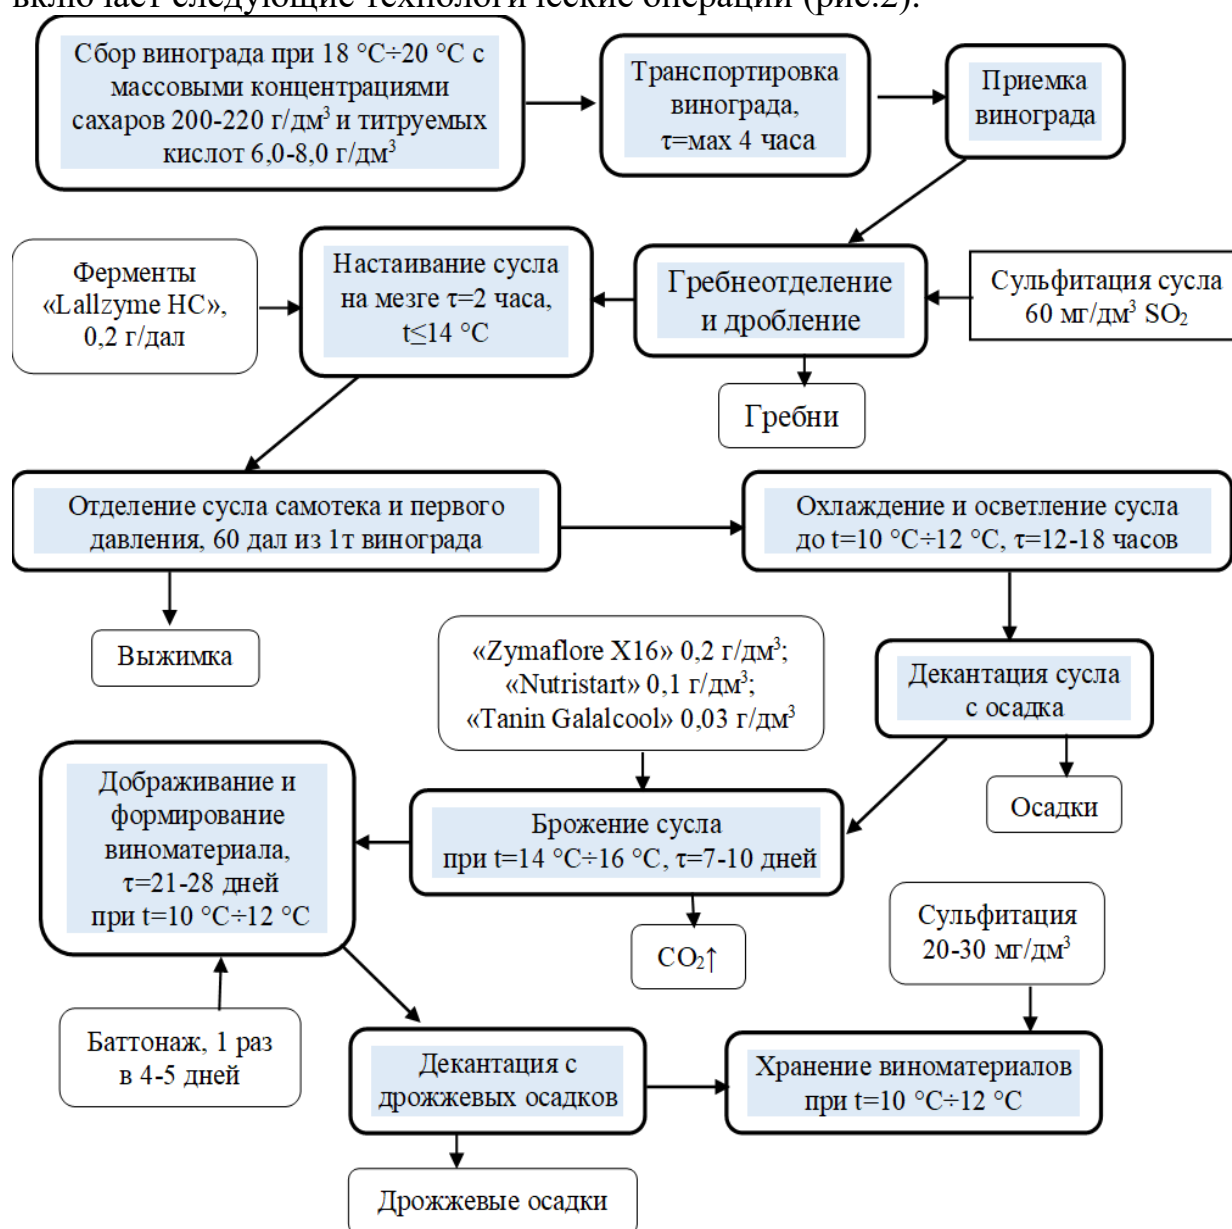 включает следующие технологические операции (рис.2).
Сбор винограда при 18 °C÷20 °C с
массовыми концентрациями
сахаров 200-220 г/дм³ и титруемых
кислот 6,0-8,0 г/дм³
Транспортировка
винограда,
τ=мах 4 часа
Приемка
винограда
Ферменты
«Lallzyme HC»,
0,2 г/дал
Настаивание сусла
на мезге τ=2 часа,
t≤14 °C
Гребнеотделение
и дробление
Сульфитация сусла
60 мг/дм³ SO₂
Гребни
Отделение сусла самотека и первого
давления, 60 дал из 1т винограда
Охлаждение и осветление сусла
до t=10 °C÷12 °C, τ=12-18 часов
Выжимка
«Zymaflore X16» 0,2 г/дм³;
«Nutristart» 0,1 г/дм³;
«Tanin Galalcool» 0,03 г/дм³
Декантация сусла
с осадка
Дображивание и
формирование
виноматериала,
τ=21-28 дней
при t=10 °C÷12 °C
Брожение сусла
при t=14 °C÷16 °C, τ=7-10 дней
Осадки
CO₂↑
Сульфитация
20-30 мг/дм³
Баттонаж, 1 раз
в 4-5 дней
Декантация с
дрожжевых осадков
Хранение виноматериалов
при t=10 °C÷12 °C
Дрожжевые осадки